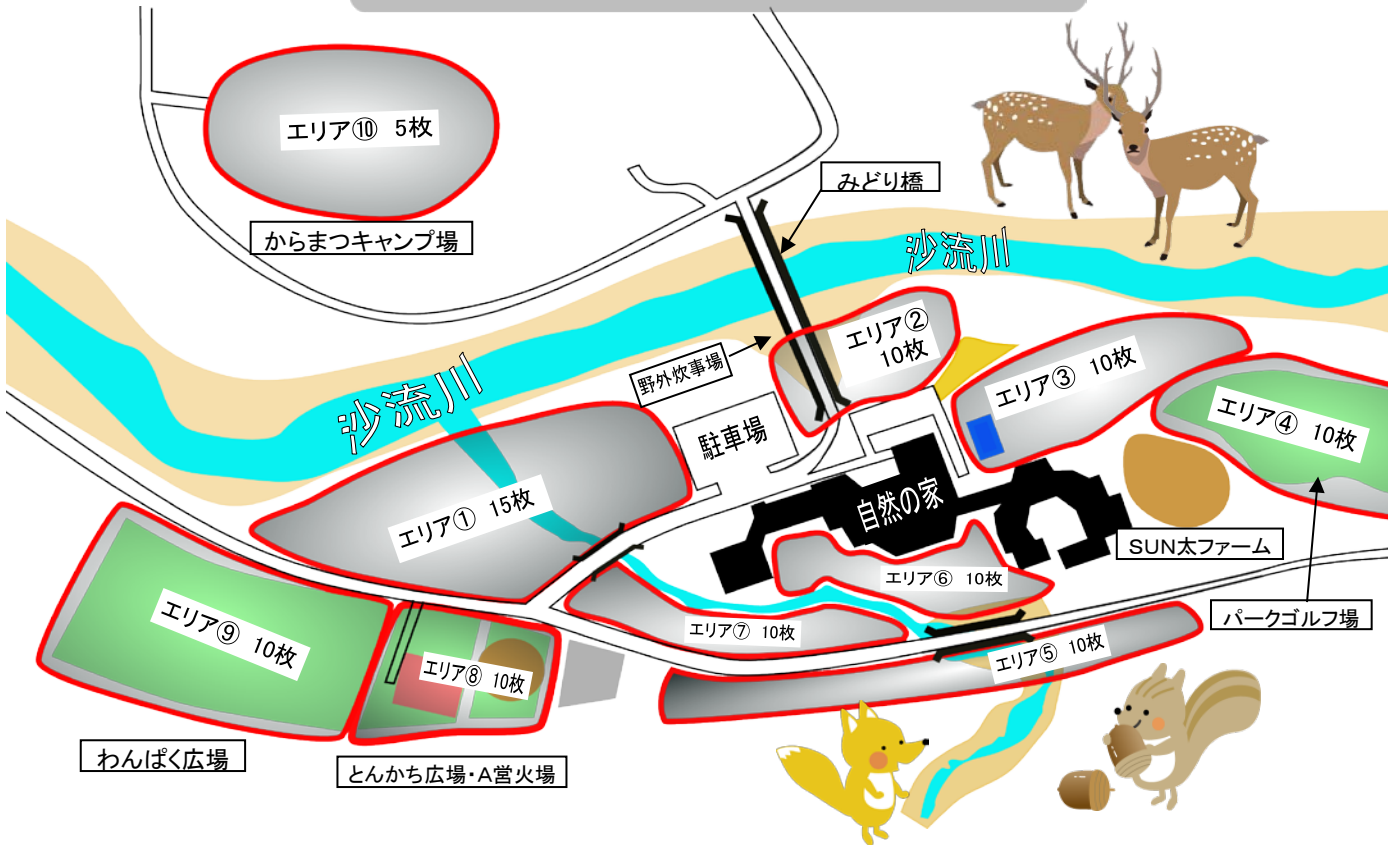 エリア⑩ 5枚
からまつキャンプ場
みどり橋
沙流川
エリア②
10枚
野外炊事場
エリア③ 10枚
エリア④ 10枚
沙流川
駐車場
自然の家
エリア① 15枚
SUN太ファーム
エリア⑥ 10枚
パークゴルフ場
エリア⑦ 10枚
エリア⑤ 10枚
エリア⑨ 10枚
エリア⑧ 10枚
わんぱく広場
とんかち広場・A営火場